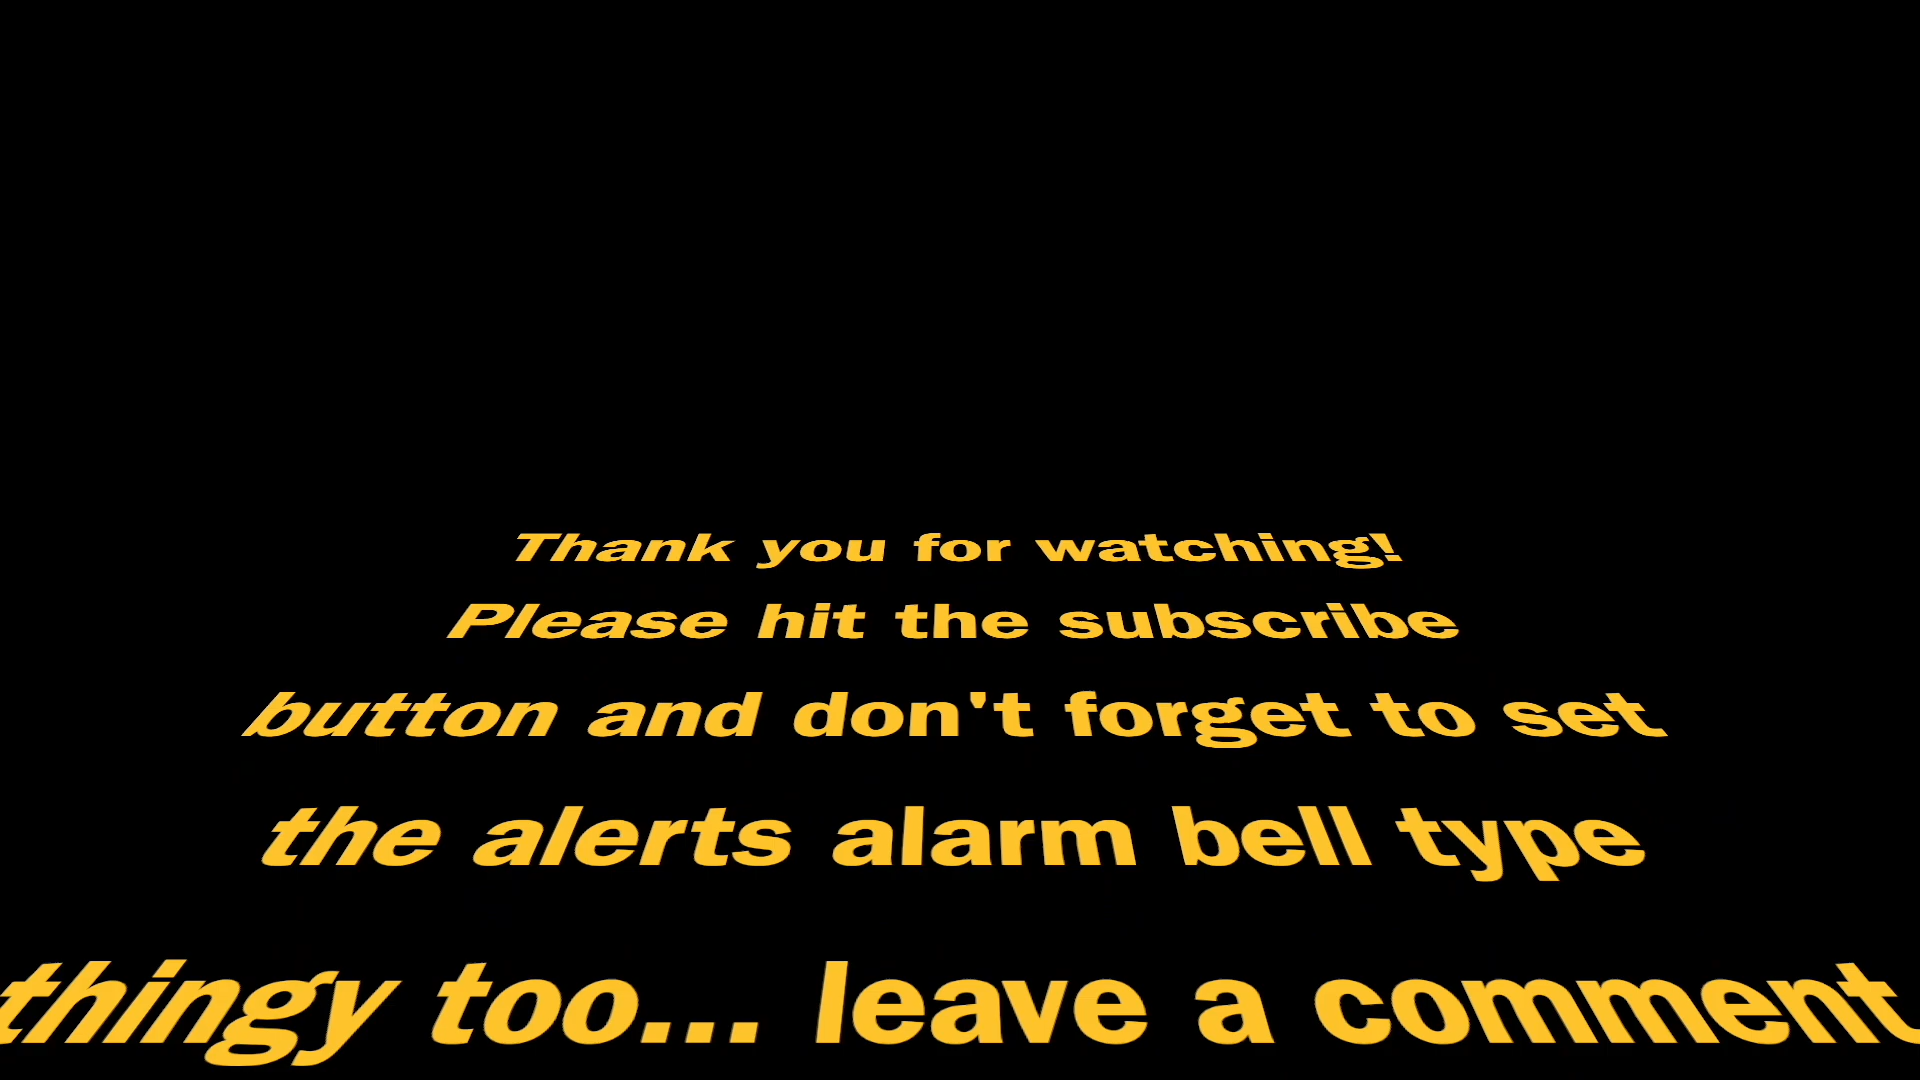 Thank you for watching!
Please hit the subscribe
button and don't forget to set
the alerts alarm bell type
thingy too... leave a comment